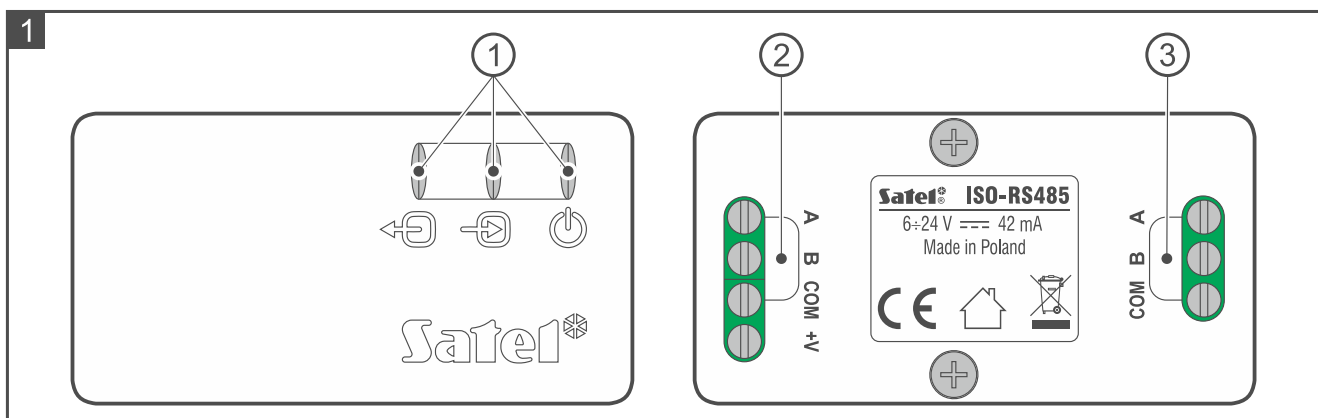 1
1
2
3
Satel
A
B
COM
+V
Satel® ISO-RS485
6÷24 V 42 mA
Made in Poland
CE
A
B
COM